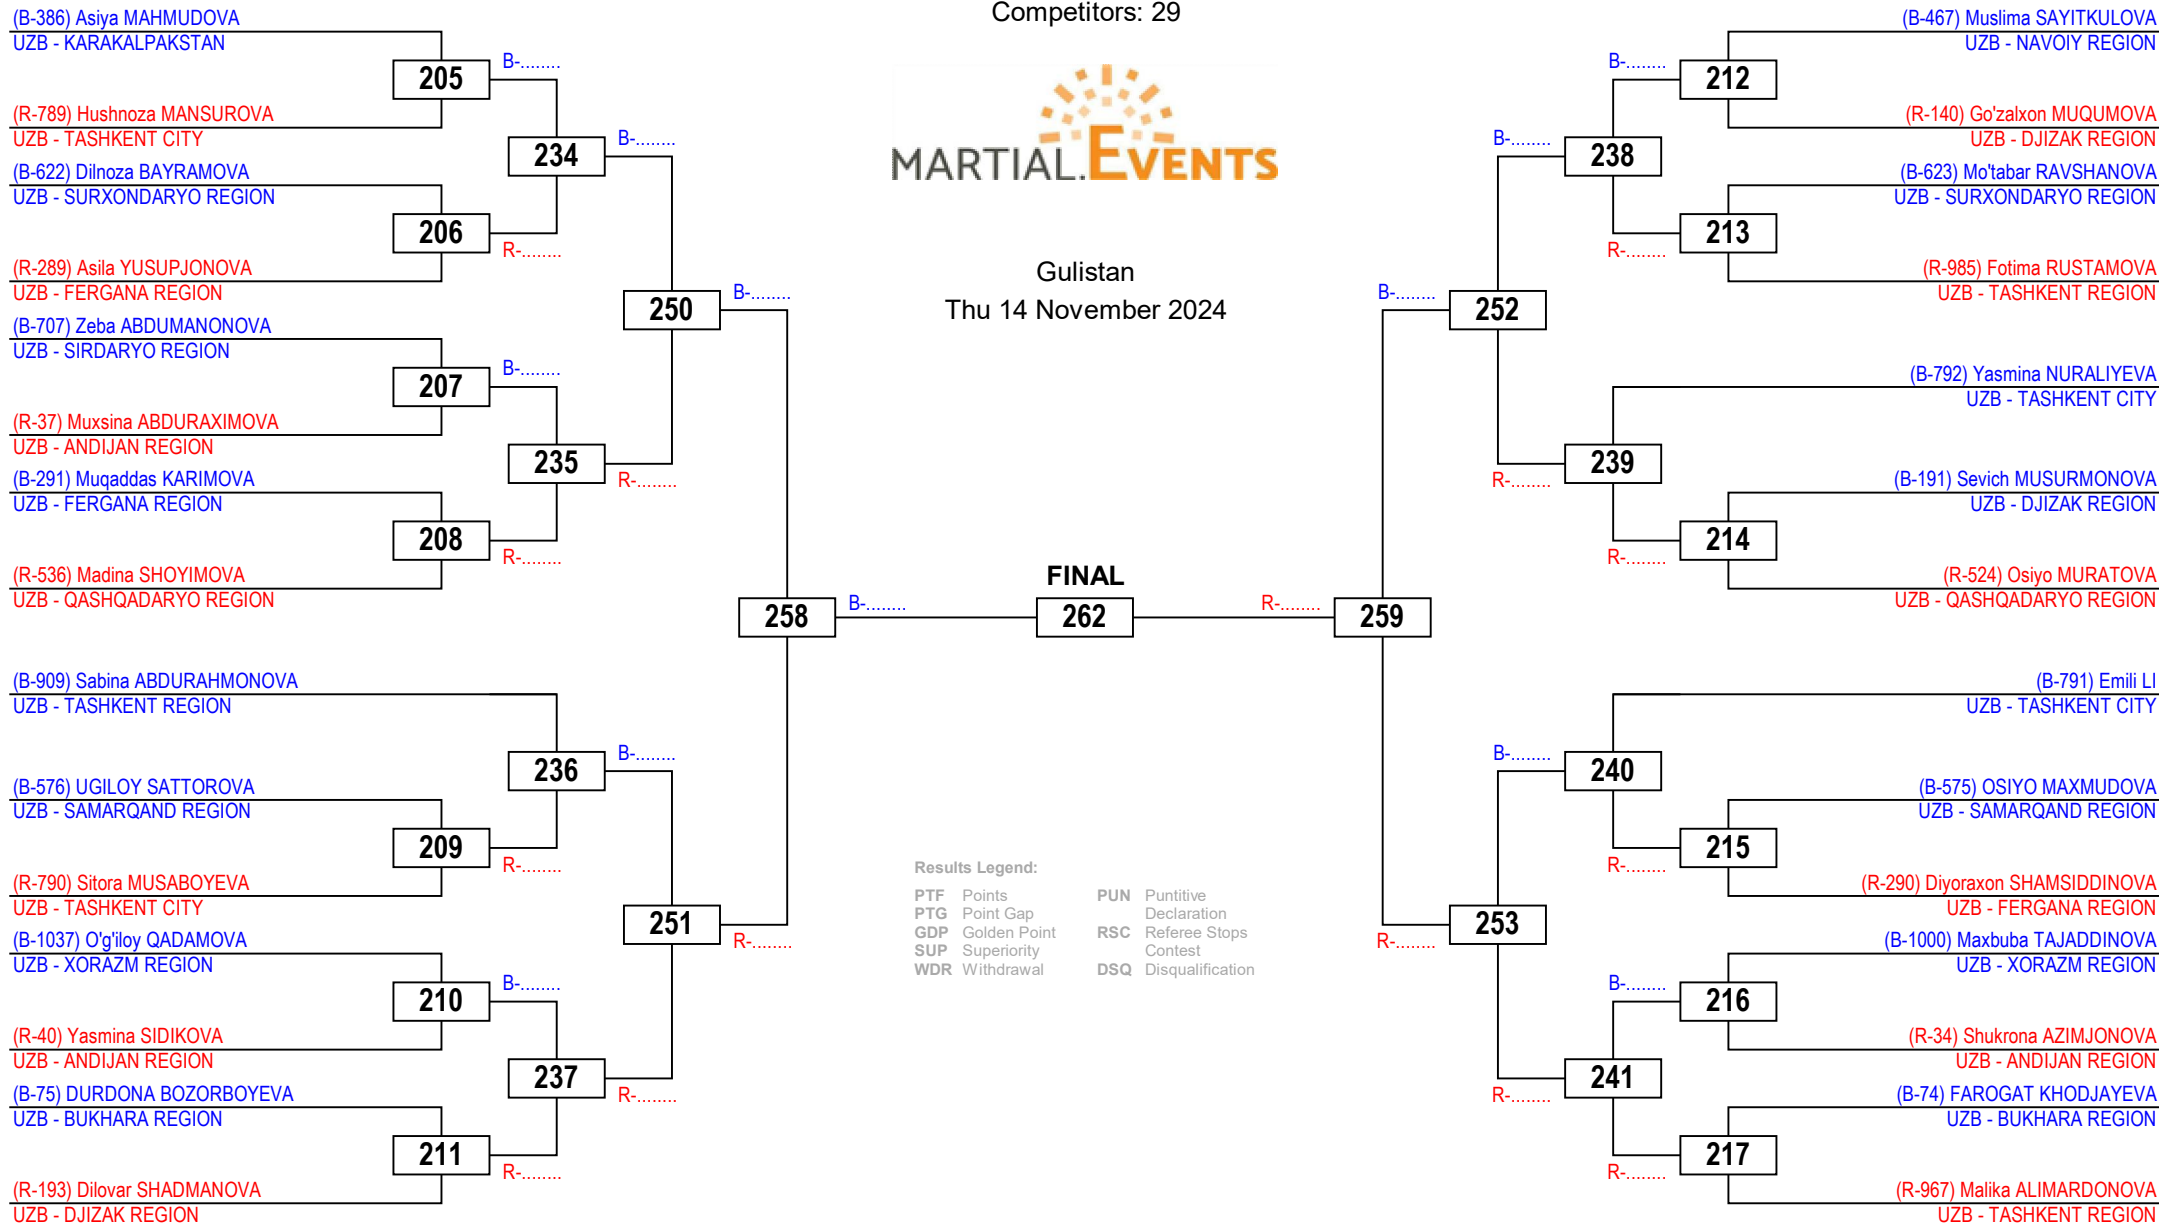 Competitors: 29
MARTIAL.EVENTS
Gulistan
Thu 14 November 2024
(B-386) Asiya MAHMUDOVA
UZB - KARAKALPAKSTAN
205
B-........
(R-789) Hushnoza MANSUROVA
UZB - TASHKENT CITY
234
B-........
(B-622) Dilnoza BAYRAMOVA
UZB - SURXONDARYO REGION
206
R-........
(R-289) Asila YUSUPJONOVA
UZB - FERGANA REGION
250
B-........
(B-707) Zeba ABDUMANONOVA
UZB - SIRDARYO REGION
207
B-........
(R-37) Muxsina ABDURAXIMOVA
UZB - ANDIJAN REGION
235
R-........
(B-291) Muqaddas KARIMOVA
UZB - FERGANA REGION
208
R-........
(R-536) Madina SHOYIMOVA
UZB - QASHQADARYO REGION
258
B-........
FINAL
262
R-........
259
(B-909) Sabina ABDURAHMONOVA
UZB - TASHKENT REGION
236
B-........
(B-576) UGILOY SATTOROVA
UZB - SAMARQAND REGION
209
R-........
(R-790) Sitora MUSABOYEVA
UZB - TASHKENT CITY
251
R-........
(B-1037) O'g'iloy QADAMOVA
UZB - XORAZM REGION
210
B-........
(R-40) Yasmina SIDIKOVA
UZB - ANDIJAN REGION
237
R-........
(B-75) DURDONA BOZORBOYEVA
UZB - BUKHARA REGION
211
R-........
(R-193) Dilovar SHADMANOVA
UZB - DJIZAK REGION
Results Legend:
PTF Points
PTG Point Gap
GDP Golden Point
SUP Superiority
WDR Withdrawal
PUN Puntitive
Declaration
RSC Referee Stops
Contest
DSQ Disqualification
(B-467) Muslima SAYITKULOVA
UZB - NAVOIY REGION
B-........
212
(R-140) Go'zalxon MUQUMOVA
UZB - DJIZAK REGION
B-........
238
(B-623) Mo'tabar RAVSHANOVA
UZB - SURXONDARYO REGION
R-........
213
(R-985) Fotima RUSTAMOVA
UZB - TASHKENT REGION
B-........
252
(B-792) Yasmina NURALIYEVA
UZB - TASHKENT CITY
R-........
239
(B-191) Sevich MUSURMONOVA
UZB - DJIZAK REGION
R-........
214
(R-524) Osiyo MURATOVA
UZB - QASHQADARYO REGION
(B-791) Emili LI
UZB - TASHKENT CITY
B-........
240
(B-575) OSIYO MAXMUDOVA
UZB - SAMARQAND REGION
R-........
215
(R-290) Diyoraxon SHAMSIDDINOVA
UZB - FERGANA REGION
R-........
253
(B-1000) Maxbuba TAJADDINOVA
UZB - XORAZM REGION
B-........
216
(R-34) Shukrona AZIMJONOVA
UZB - ANDIJAN REGION
R-........
241
(B-74) FAROGAT KHODJAYEVA
UZB - BUKHARA REGION
R-........
217
(R-967) Malika ALIMARDONOVA
UZB - TASHKENT REGION